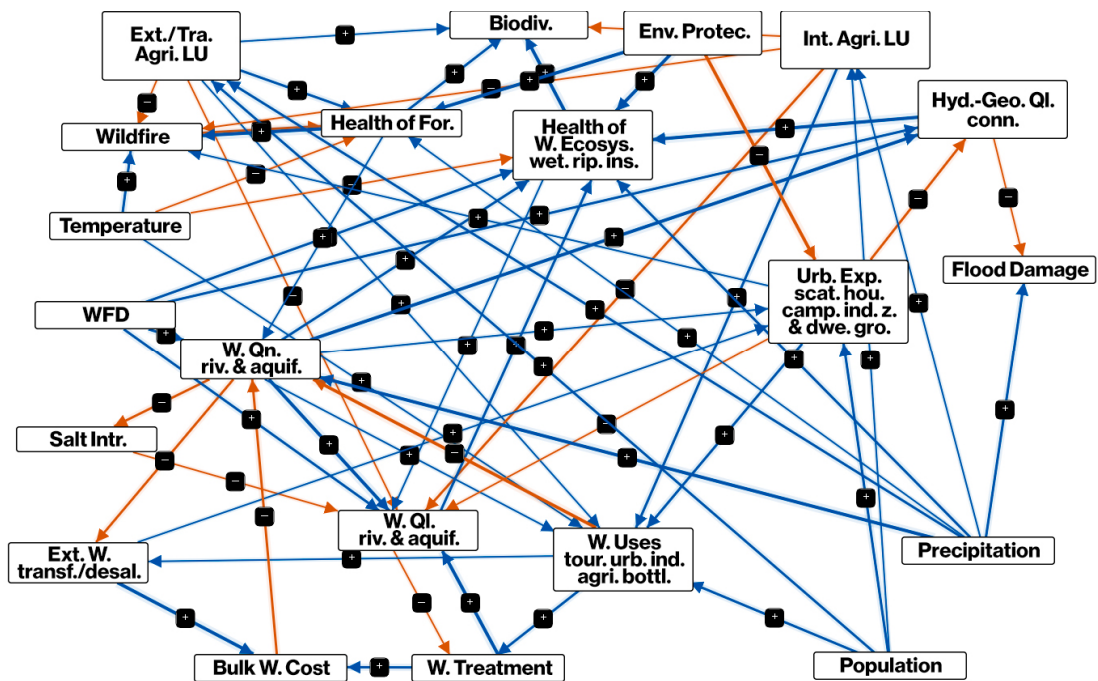 Ext./Tra.
Agri. LU
Biodiv.
Env. Protec.
Int. Agri. LU
Hyd.-Geo. Ql.
conn.
Wildfire
Health of For.
Health of
W. Ecosys.
wet. rip. ins.
Temperature
Flood Damage
Urb. Exp.
scat. hou.
camp. ind. z.
& dwe. gro.
WFD
W. Qn.
riv. & aquif.
Salt Intr.
W. Ql.
riv. & aquif.
Ext. W.
transf./desal.
W. Uses
tour. urb. ind.
agri. bottl.
Precipitation
Bulk W. Cost
W. Treatment
Population